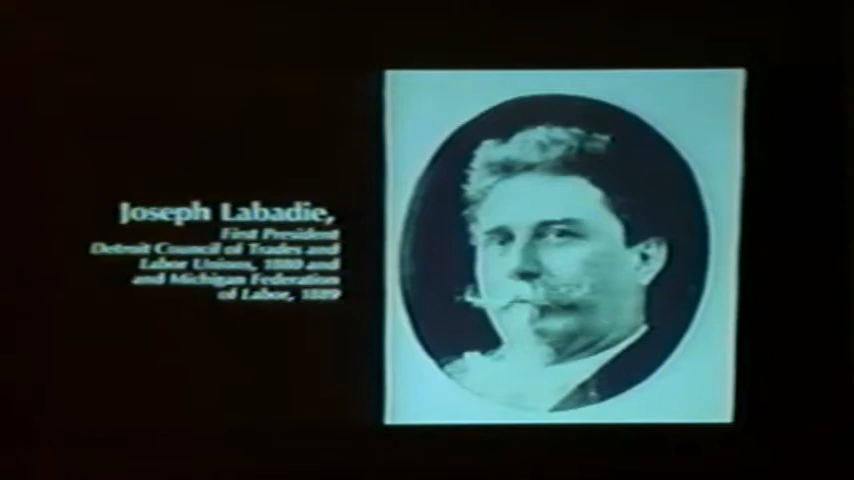 Joseph Labadie,
First President
Detroit Council of Trades and
Labor Unions, 1880 and
and Michigan Federation
of Labor, 1889